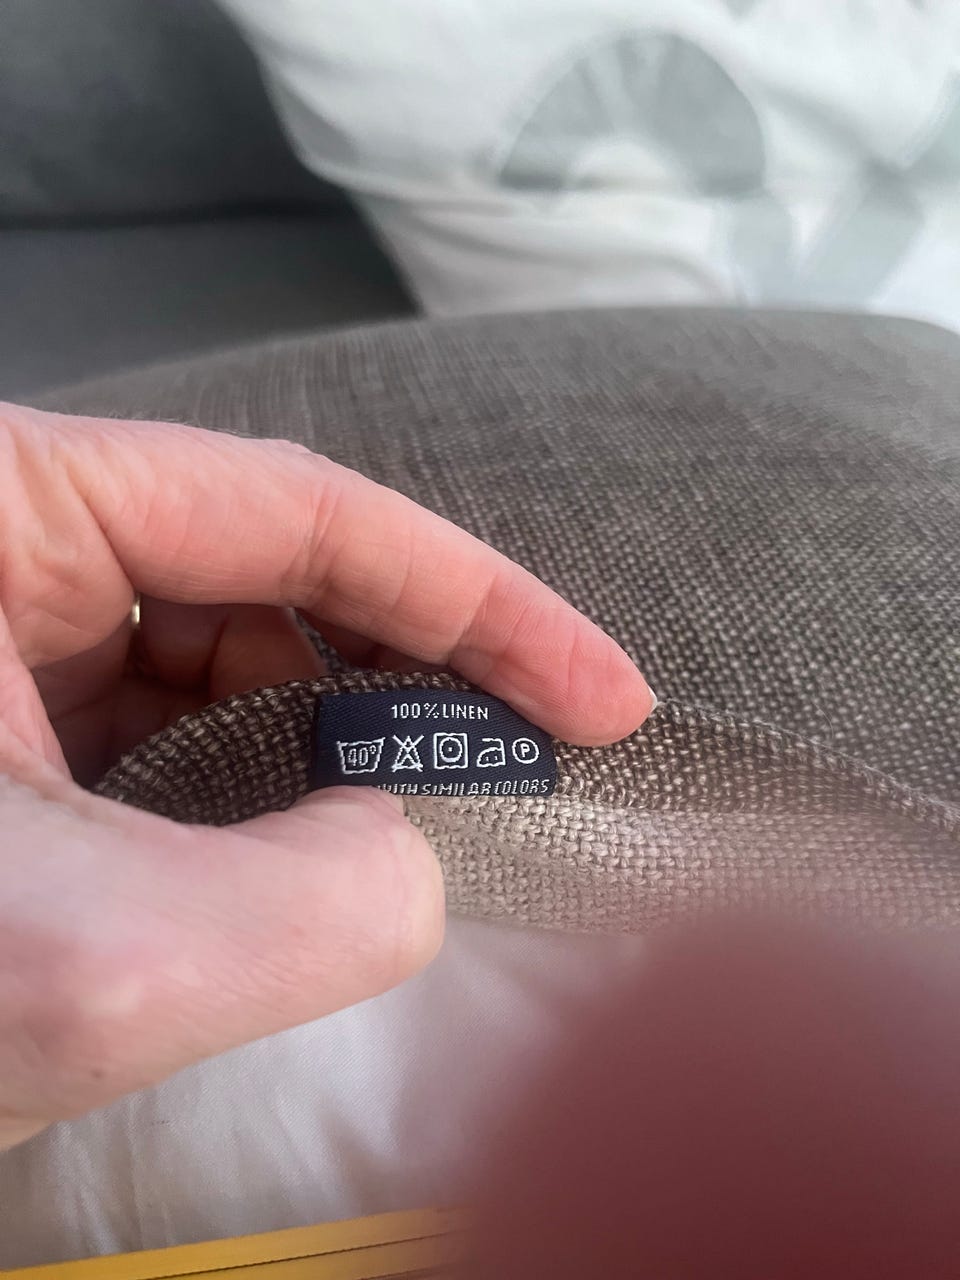 100% LINEN
40° P
WITH SIMILAR COLORS